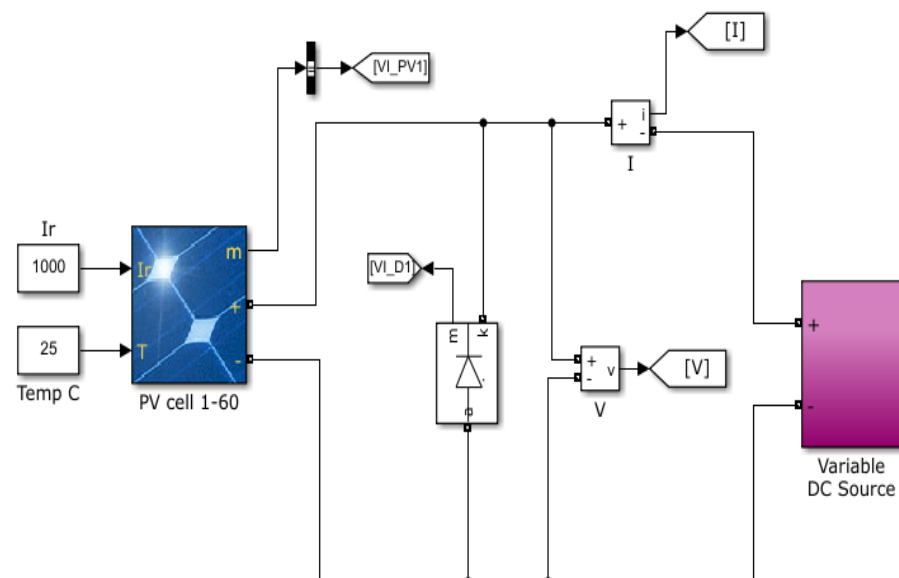 [I]
[VI_PV1]
+
i
-
I
Ir
1000
Ir
m
[VI_D1]
+
m
k
+
25
T
-
+
-
v
[V]
Temp C
PV cell 1-60
a
V
-
Variable
DC Source